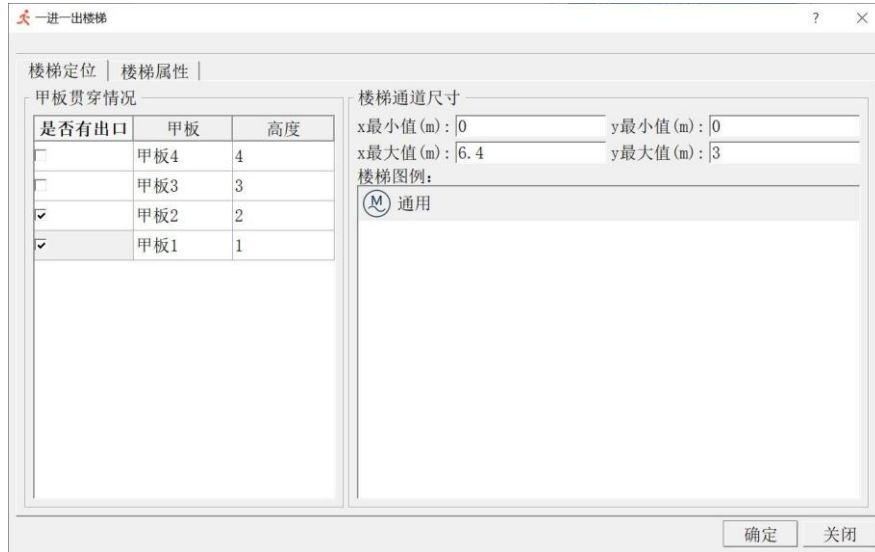 一进一出楼梯 ?
楼梯定位 楼梯属性
甲板贯穿情况
是否有出口 甲板 高度
甲板4 4
甲板3 3
甲板2 2
甲板1 1
楼梯通道尺寸
x最小值(m): 0 y最小值(m): 0
x最大值(m): 6.4 y最大值(m): 3
楼梯图例:
M 通用
确定 关闭